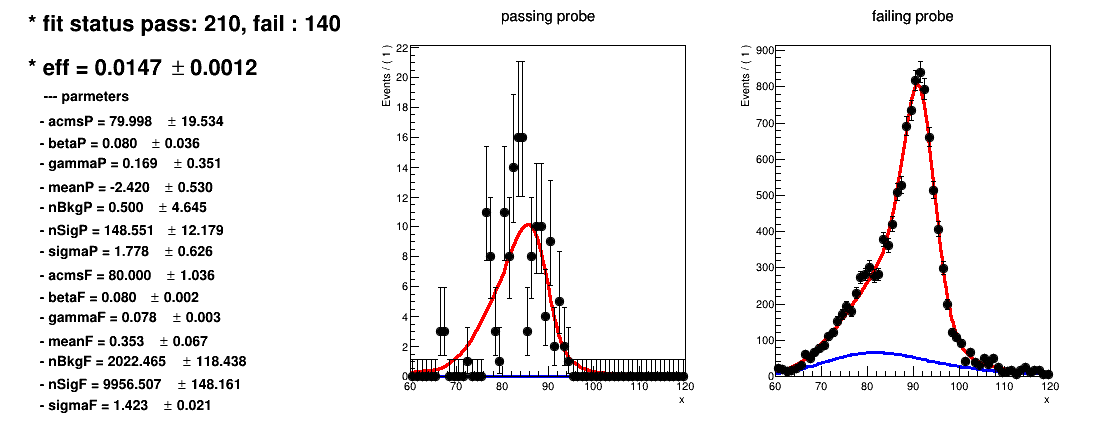 * fit status pass: 210, fail : 140
* eff = 0.0147 ± 0.0012
--- parmeters
- acmsP = 79.998 ± 19.534
- betaP = 0.080 ± 0.036
- gammaP = 0.169 ± 0.351
- meanP = -2.420 ± 0.530
- nBkgP = 0.500 ± 4.645
- nSigP = 148.551 ± 12.179
- sigmaP = 1.778 ± 0.626
- acmsF = 80.000 ± 1.036
- betaF = 0.080 ± 0.002
- gammaF = 0.078 ± 0.003
- meanF = 0.353 ± 0.067
- nBkgF = 2022.465 ± 118.438
- nSigF = 9956.507 ± 148.161
- sigmaF = 1.423 ± 0.021
passing probe
Events / ( 1 )
22
20
18
16
14
12
10
8
6
4
2
0
60 70 80 90 100 110 120
x
failing probe
Events / ( 1 )
900
800
700
600
500
400
300
200
100
0
60 70 80 90 100 110 120
x